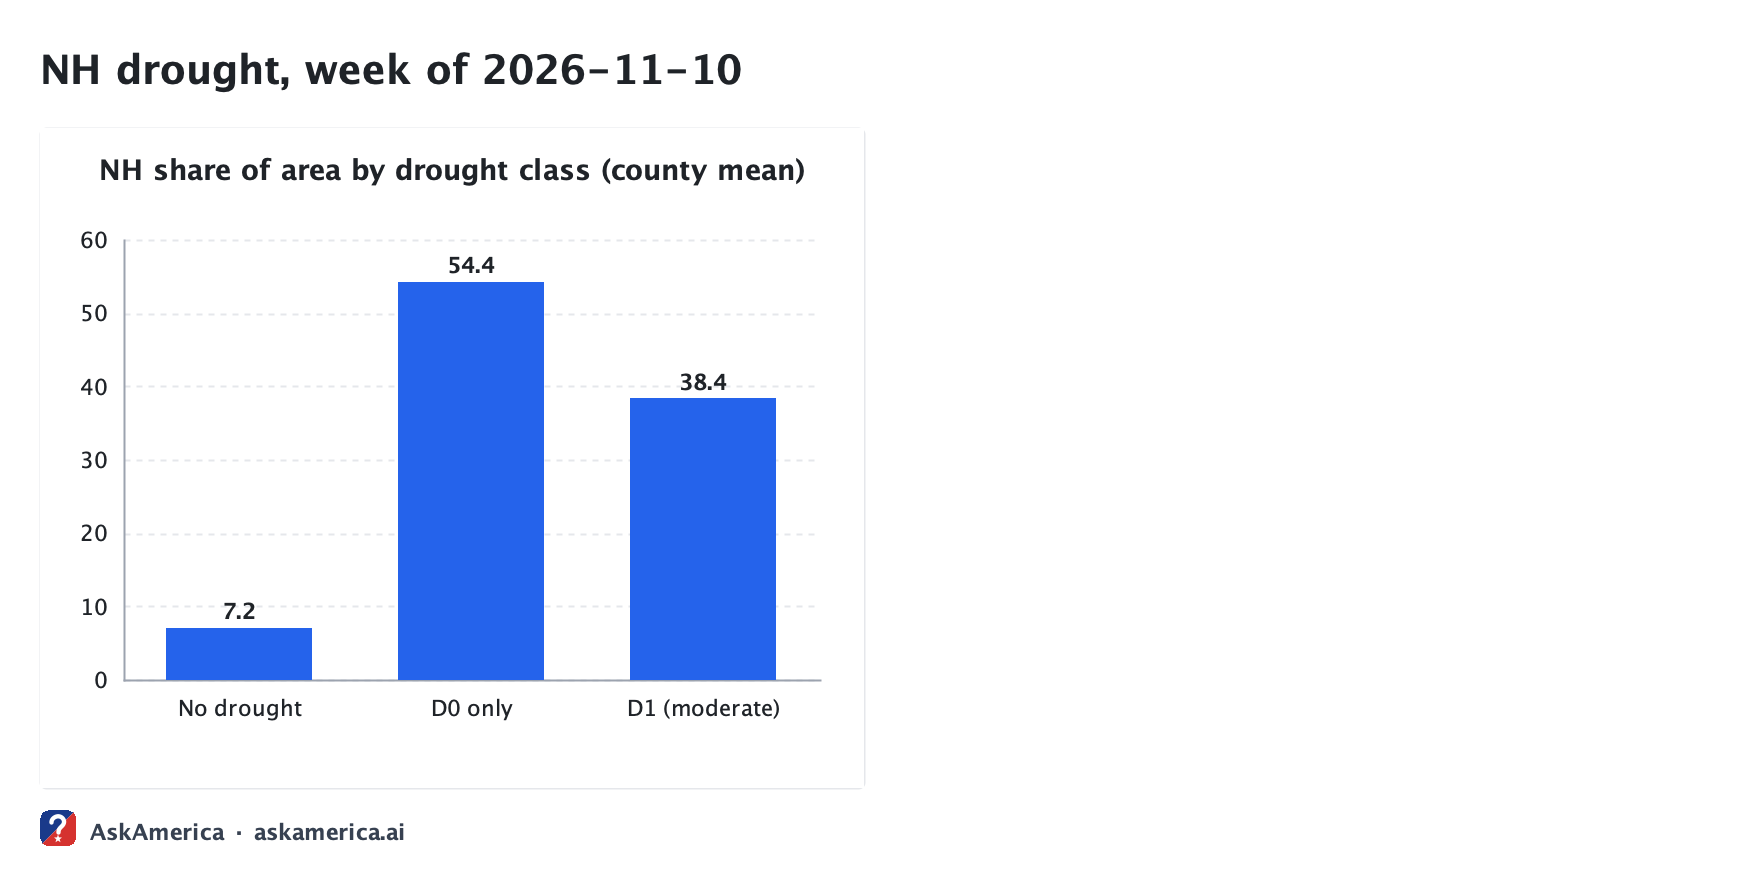 NH drought, week of 2026−11−10
NH share of area by drought class (county mean)
60
50
40
30
20
10
0
7.2
54.4
38.4
No drought
D0 only
D1 (moderate)
AskAmerica · askamerica.ai